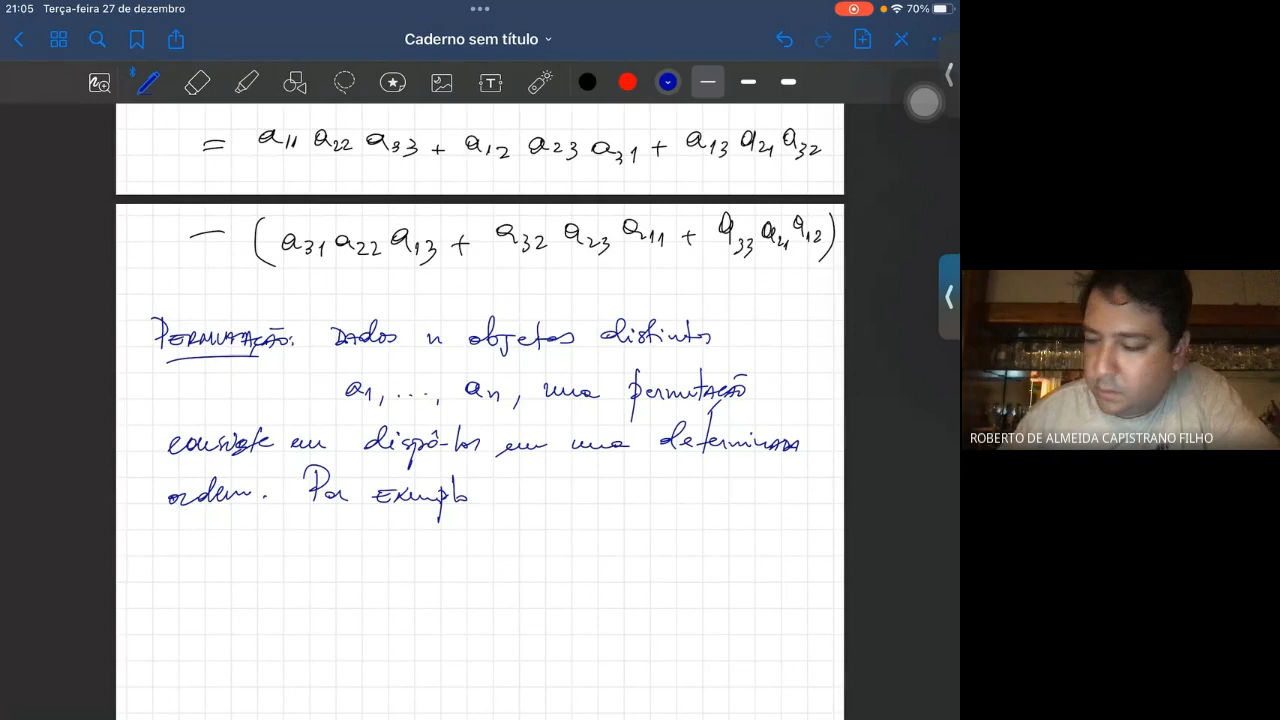 21:05 Terça-feira 27 de dezembro
70%
Caderno sem título
= a11 a22 a33 + a12 a23 a31 + a13 a21 a32
- (a31 a22 a13 + a32 a23 a11 + a33 a21 a12)
PERMUTAÇÃO: DADOS n objetos distintos
a1, ..., an, uma permutação
consiste em dispô-los em uma determinada
ordem. Por exemplo
ROBERTO DE ALMEIDA CAPISTRANO FILHO